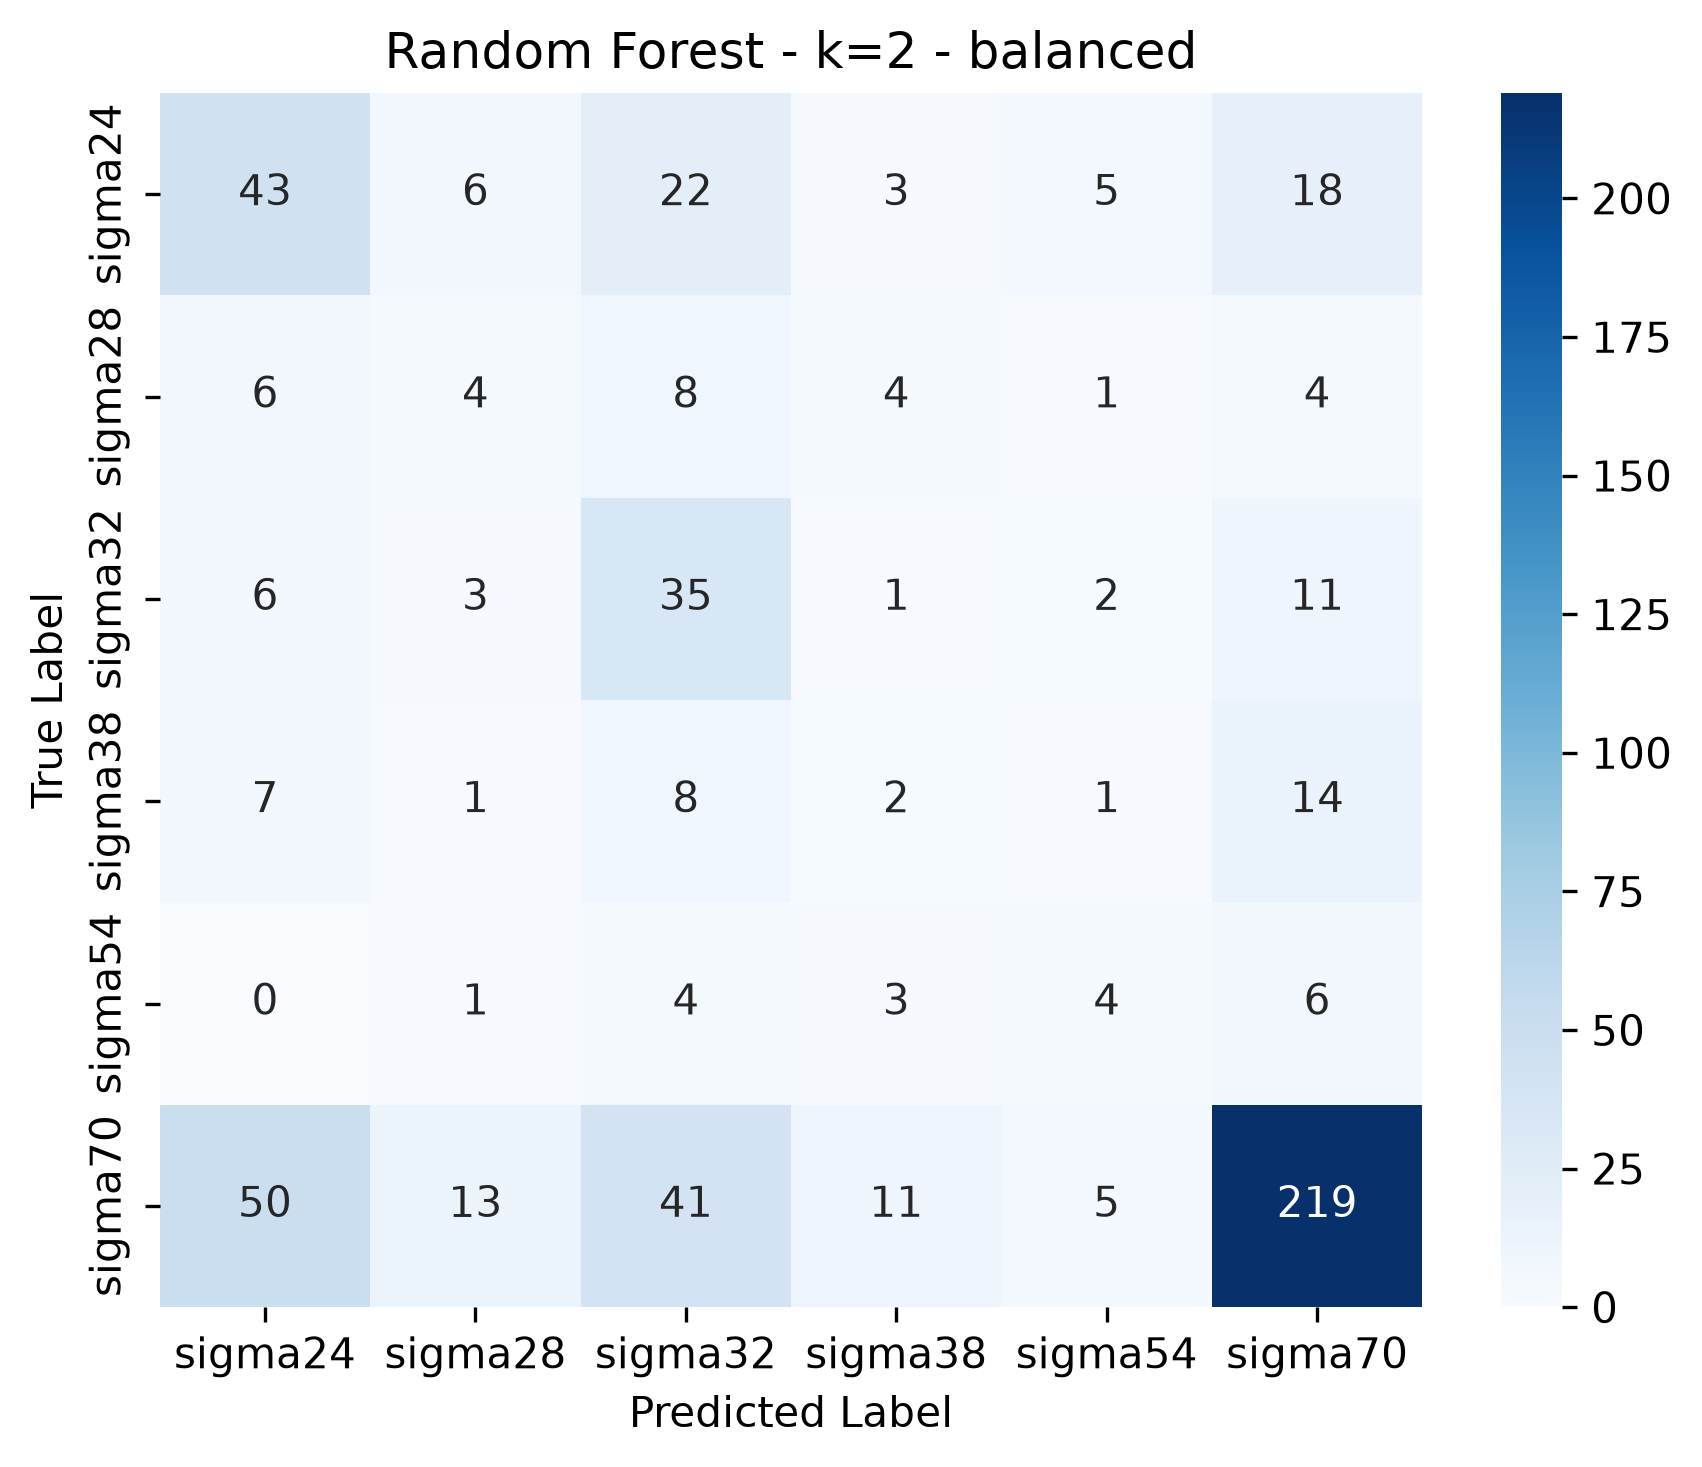 Random Forest - k=2 - balanced
True Label
sigma24 43 6 22 3 5 18
sigma28 6 4 8 4 1 4
sigma32 6 3 35 1 2 11
sigma38 7 1 8 2 1 14
sigma54 0 1 4 3 4 6
sigma70 50 13 41 11 5 219
sigma24 sigma28 sigma32 sigma38 sigma54 sigma70
Predicted Label
200
175
150
125
100
75
50
25
0